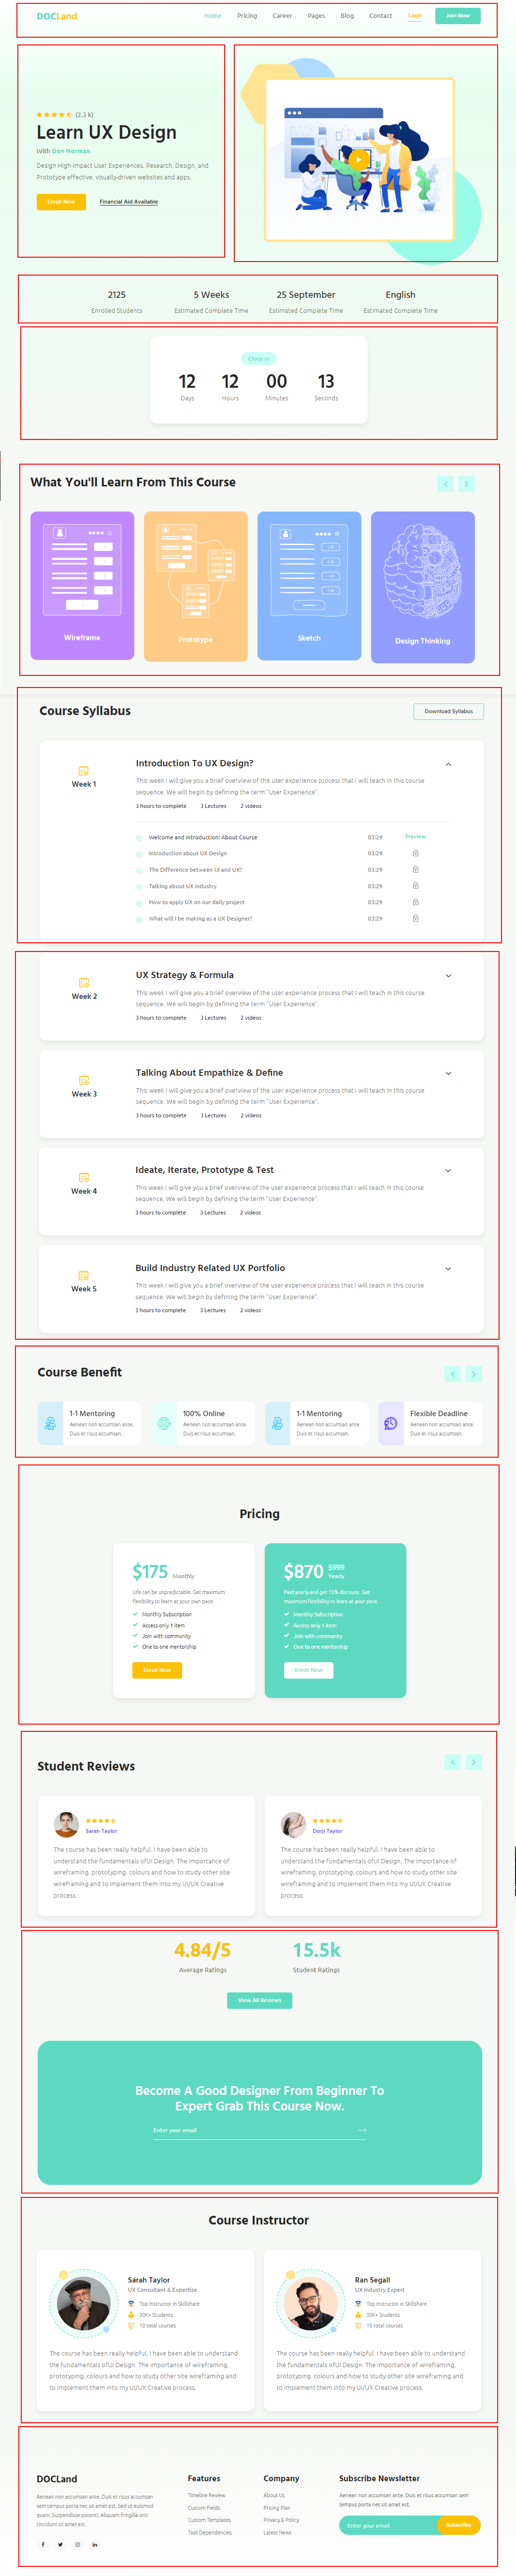 DOCLand Home Pricing Career Pages Blog Contact Login Join Now
(2.3 k)
Learn UX Design
With Don Norman
Design High-Impact User Experiences. Research, Design, and
Prototype effective, visually-driven websites and apps.
Enroll Now Financial Aid Available
2125 5 Weeks 25 September English
Enrolled Students Estimated Complete Time Estimated Complete Time Estimated Complete Time
Close in
12 12 00 13
Days Hours Minutes Seconds
What You'll Learn From This Course
Wireframe Prototype Sketch Design Thinking
Course Syllabus Download Syllabus
Week 1
Introduction To UX Design?
This week I will give you a brief overview of the user experience process that I will teach in this course
sequence. We will begin by defining the term "User Experience".
3 hours to complete 3 Lectures 2 videos
Welcome and introduction: About Course 03:29 Preview
Introduction about UX Design 03:29
The Difference between UI and UX? 03:29
Talking about UX industry 03:29
How to apply UX on our daily project 03:29
What will I be making as a UX Designer? 03:29
Week 2
UX Strategy & Formula
This week I will give you a brief overview of the user experience process that I will teach in this course
sequence. We will begin by defining the term "User Experience".
3 hours to complete 3 Lectures 2 videos
Week 3
Talking About Empathize & Define
This week I will give you a brief overview of the user experience process that I will teach in this course
sequence. We will begin by defining the term "User Experience".
3 hours to complete 3 Lectures 2 videos
Week 4
Ideate, Iterate, Prototype & Test
This week I will give you a brief overview of the user experience process that I will teach in this course
sequence. We will begin by defining the term "User Experience".
3 hours to complete 3 Lectures 2 videos
Week 5
Build Industry Related UX Portfolio
This week I will give you a brief overview of the user experience process that I will teach in this course
sequence. We will begin by defining the term "User Experience".
3 hours to complete 3 Lectures 2 videos
Course Benefit
1-1 Mentoring
Aenean non accumsan ante.
Duis et risus accumsan.
100% Online
Aenean non accumsan ante.
Duis et risus accumsan.
1-1 Mentoring
Aenean non accumsan ante.
Duis et risus accumsan.
Flexible Deadline
Aenean non accumsan ante.
Duis et risus accumsan.
Pricing
$175 Monthly
Life can be unpredictable. Get maximum
flexibility to learn at your own pace.
Monthly Subscription
Access only 1 item
Join with community
One to one mentorship
Enroll Now
$870 $999 Yearly
Paid yearly and get 15% discount. Get
maximum flexibility to learn at your pace.
Monthly Subscription
Access only 1 item
Join with community
One to one mentorship
Enroll Now
Student Reviews
Sarah Taylor
The course has been really helpful. I have been able to
understand the fundamentals ofUI Design. The importance of
wireframing, prototyping, colours and how to study other site
wireframing and to implement them into my UI/UX Creative
process.
Dorji Taylor
The course has been really helpful. I have been able to
understand the fundamentals ofUI Design. The importance of
wireframing, prototyping, colours and how to study other site
wireframing and to implement them into my UI/UX Creative
process.
4.84/5 15.5k
Average Ratings Student Ratings
View All Reviews
Become A Good Designer From Beginner To
Expert Grab This Course Now.
Enter your email
Course Instructor
Sarah Taylor
UX Consultant & Expertise
Top Instructor in Skillshare
30K+ Students
10 total courses
The course has been really helpful. I have been able to understand
the fundamentals ofUI Design. The importance of wireframing,
prototyping, colours and how to study other site wireframing and
to implement them into my UI/UX Creative process.
Ran Segall
UX Industry Expert
Top Instructor in Skillshare
30K+ Students
10 total courses
The course has been really helpful. I have been able to understand
the fundamentals ofUI Design. The importance of wireframing,
prototyping, colours and how to study other site wireframing and
to implement them into my UI/UX Creative process.
DOCLand
Aenean non accumsan ante. Duis et risus accumsan
sem tempus porta nec sit amet est. Sed ut euismod
quam. Suspendisse potenti. Aliquam fringilla orci
tincidunt sit amet est.
Features
Timeline Review
Custom Fields
Custom Templates
Task Dependencies
Company
About Us
Pricing Plan
Privacy & Policy
Latest News
Subscribe Newsletter
Aenean non accumsan ante. Duis et risus accumsan sem
tempus porta nec sit amet est.
Enter your email Subscribe